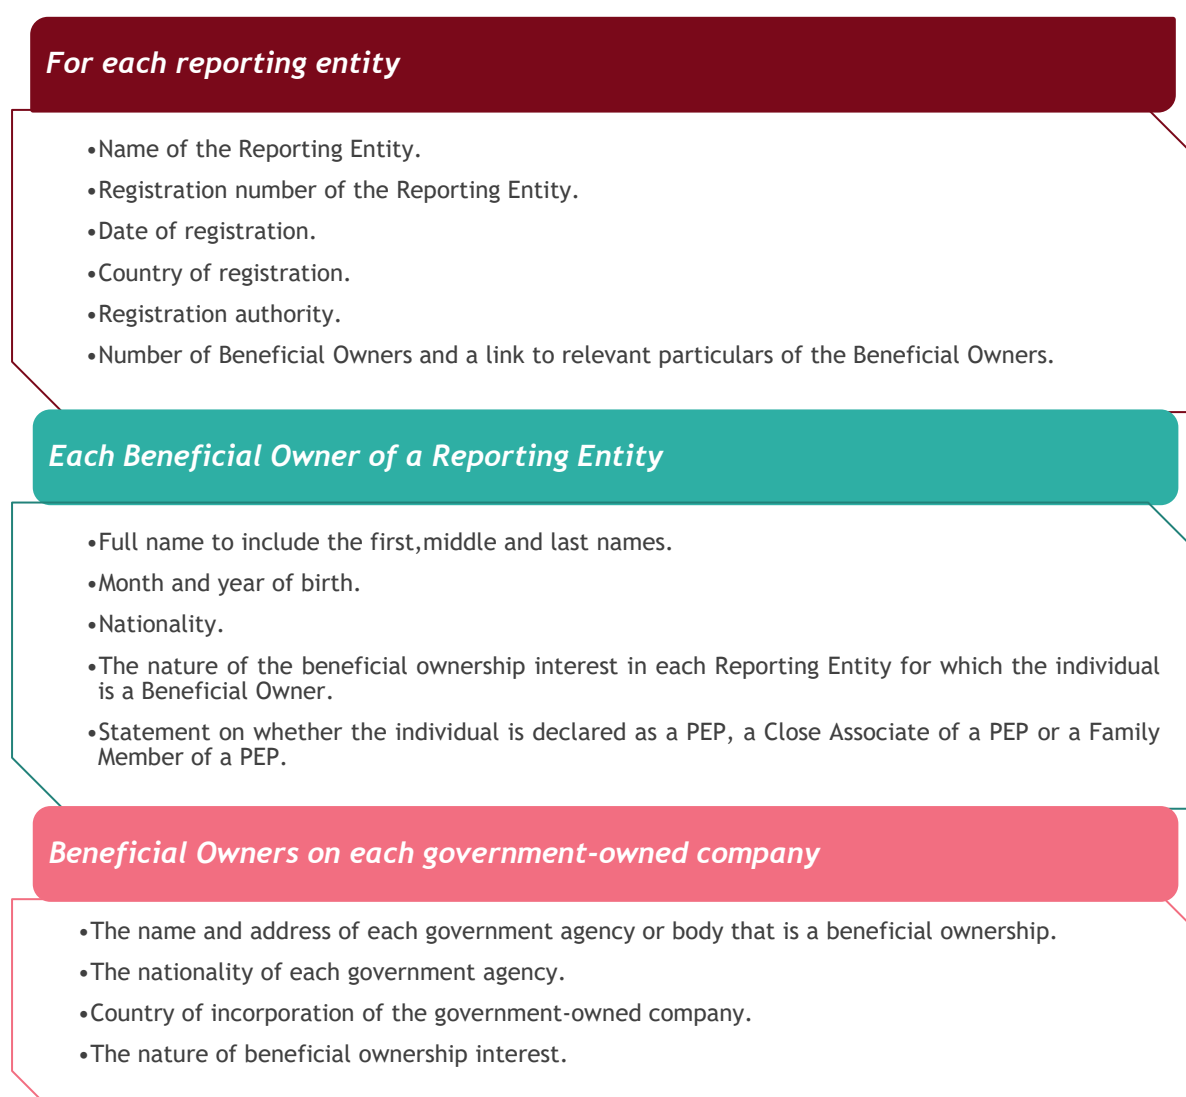 For each reporting entity
•Name of the Reporting Entity.
•Registration number of the Reporting Entity.
•Date of registration.
•Country of registration.
•Registration authority.
•Number of Beneficial Owners and a link to relevant particulars of the Beneficial Owners.
Each Beneficial Owner of a Reporting Entity
•Full name to include the first,middle and last names.
•Month and year of birth.
•Nationality.
•The nature of the beneficial ownership interest in each Reporting Entity for which the individual
is a Beneficial Owner.
•Statement on whether the individual is declared as a PEP, a Close Associate of a PEP or a Family
Member of a PEP.
Beneficial Owners on each government-owned company
•The name and address of each government agency or body that is a beneficial ownership.
•The nationality of each government agency.
•Country of incorporation of the government-owned company.
•The nature of beneficial ownership interest.